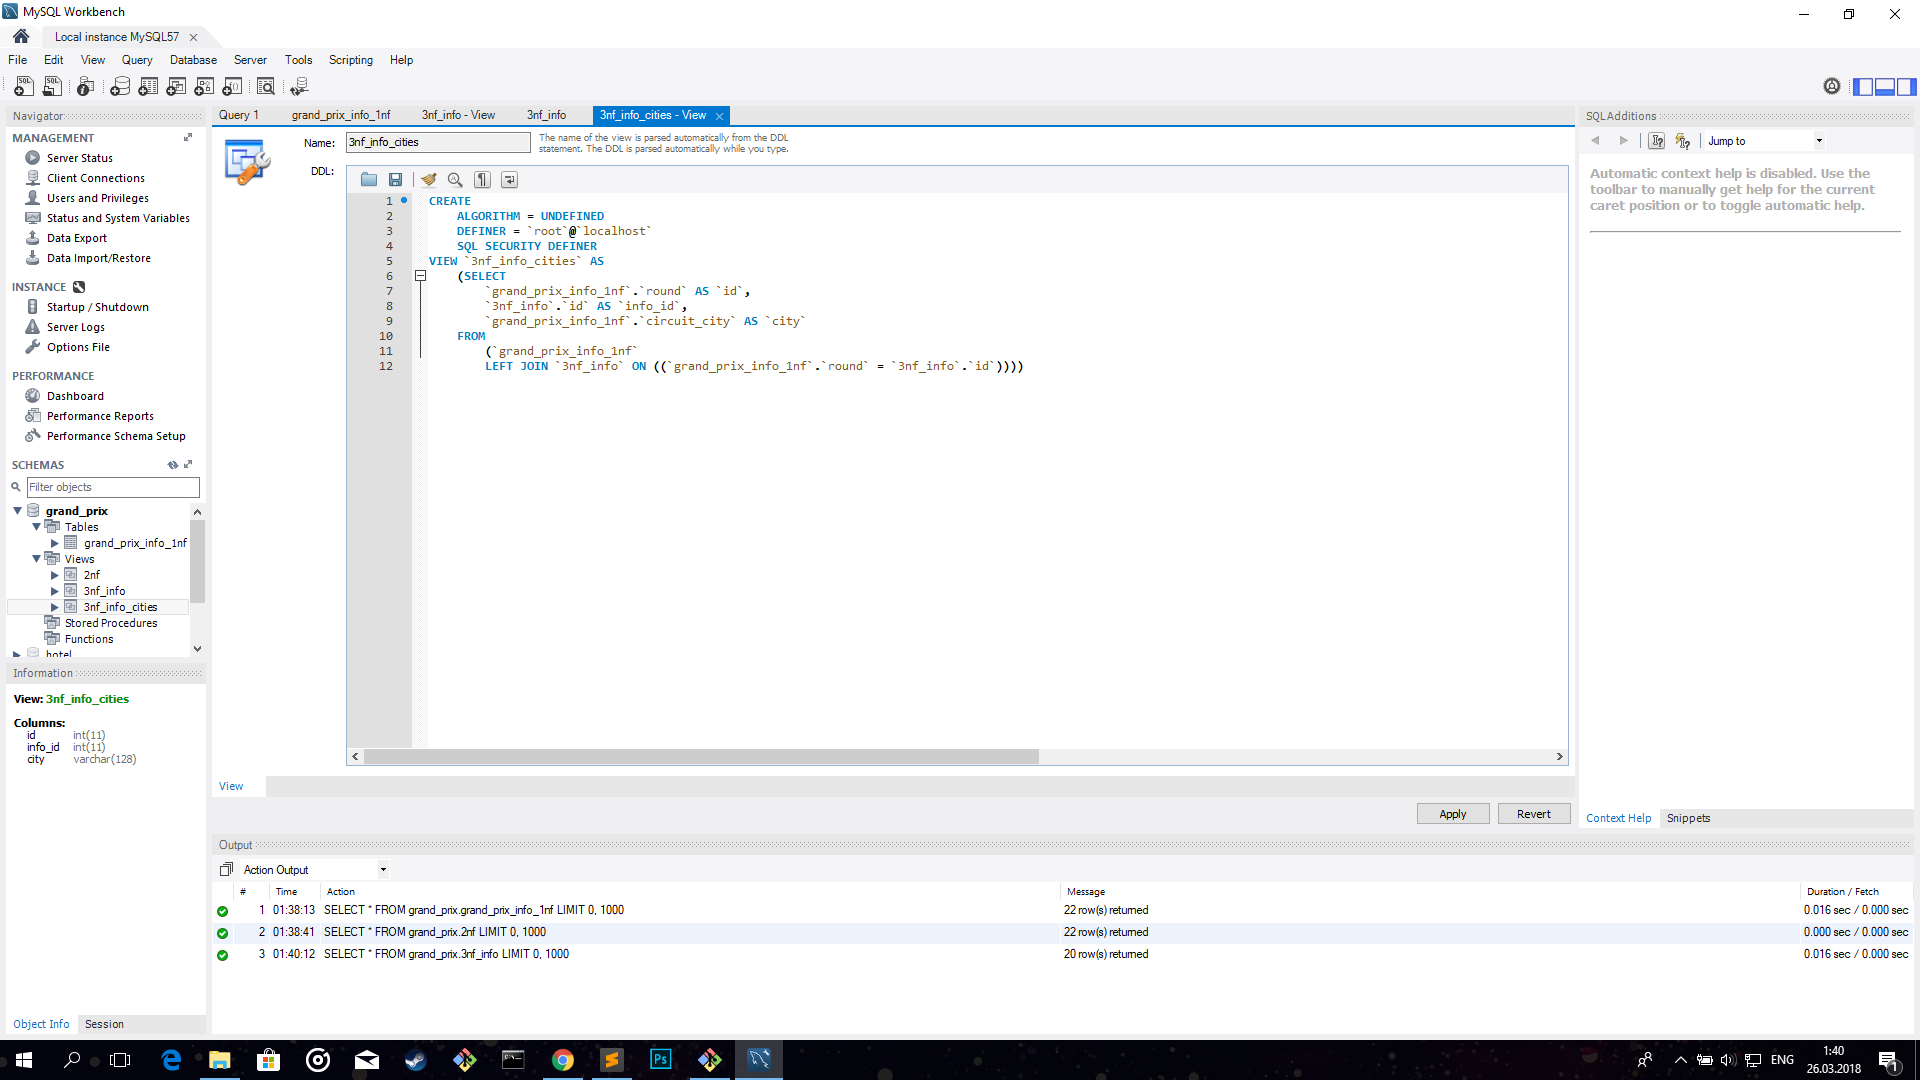 MySQL Workbench
Local instance MySQL57
File Edit View Query Database Server Tools Scripting Help
Navigator
MANAGEMENT
Server Status
Client Connections
Users and Privileges
Status and System Variables
Data Export
Data Import/Restore
INSTANCE
Startup / Shutdown
Server Logs
Options File
PERFORMANCE
Dashboard
Performance Reports
Performance Schema Setup
SCHEMAS
Filter objects
grand_prix
Tables
grand_prix_info_1nf
Views
2nf
3nf_info
3nf_info_cities
Stored Procedures
Functions
hotel
Information
View: 3nf_info_cities
Columns:
id int(11)
info_id int(11)
city varchar(128)
Object Info Session
Query 1 grand_prix_info_1nf 3nf_info - View 3nf_info 3nf_info_cities - View
Name: 3nf_info_cities
The name of the view is parsed automatically from the DDL
statement. The DDL is parsed automatically while you type.
DDL:
1 CREATE
2 ALGORITHM = UNDEFINED
3 DEFINER = `root`@`localhost`
4 SQL SECURITY DEFINER
5 VIEW `3nf_info_cities` AS
6 (SELECT
7 `grand_prix_info_1nf`.`round` AS `id`,
8 `3nf_info`.`id` AS `info_id`,
9 `grand_prix_info_1nf`.`circuit_city` AS `city`
10 FROM
11 (`grand_prix_info_1nf`
12 LEFT JOIN `3nf_info` ON ((`grand_prix_info_1nf`.`round` = `3nf_info`.`id`))))
View
Apply Revert
SQLAdditions
Jump to
Automatic context help is disabled. Use the
toolbar to manually get help for the current
caret position or to toggle automatic help.
Context Help Snippets
Output
Action Output
# Time Action Message Duration / Fetch
1 01:38:13 SELECT * FROM grand_prix.grand_prix_info_1nf LIMIT 0, 1000 22 row(s) returned 0.016 sec / 0.000 sec
2 01:38:41 SELECT * FROM grand_prix.2nf LIMIT 0, 1000 22 row(s) returned 0.000 sec / 0.000 sec
3 01:40:12 SELECT * FROM grand_prix.3nf_info LIMIT 0, 1000 20 row(s) returned 0.016 sec / 0.000 sec
Ps
ENG
1:40
26.03.2018
1